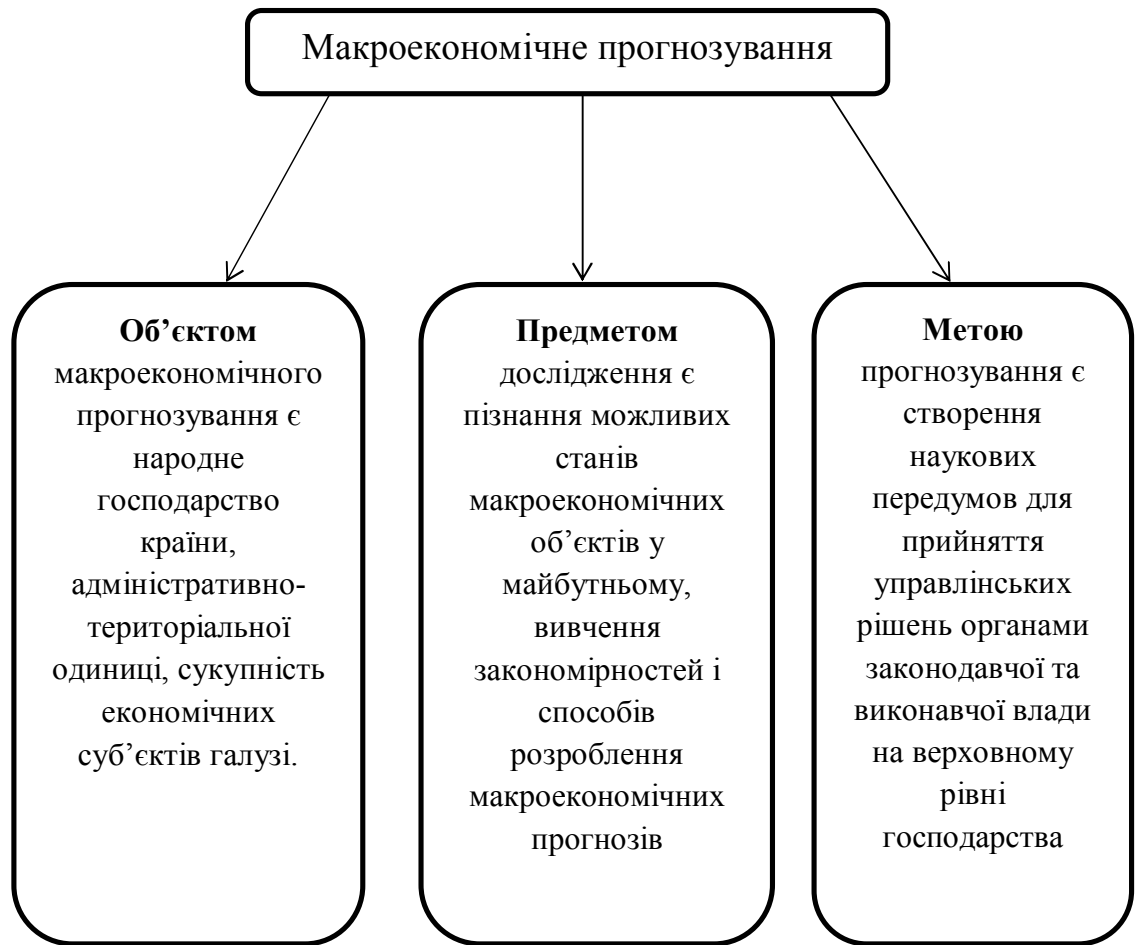 Макроекономічне прогнозування
Об’єктом
макроекономічного
прогнозування є
народне
господарство
країни,
адміністративно-
територіальної
одиниці, сукупність
економічних
суб’єктів галузі.
Предметом
дослідження є
пізнання можливих
станів
макроекономічних
об’єктів у
майбутньому,
вивчення
закономірностей і
способів
розроблення
макроекономічних
прогнозів
Метою
прогнозування є
створення
наукових
передумов для
прийняття
управлінських
рішень органами
законодавчої та
виконавчої влади
на верховному
рівні
господарства